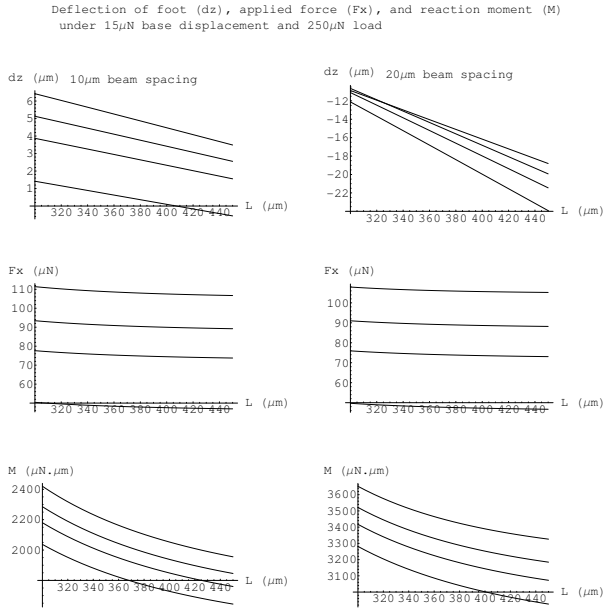 Deflection of foot (dz), applied force (Fx), and reaction moment (M)
under 15μN base displacement and 250μN load
dz (μm) 10μm beam spacing
6
5
4
3
2
1
320 340 360 380 400 420 440 L (μm)
dz (μm) 20μm beam spacing
-12
-14
-16
-18
-20
-22
320 340 360 380 400 420 440 L (μm)
Fx (μN)
110
100
90
80
70
60
320 340 360 380 400 420 440 L (μm)
Fx (μN)
100
90
80
70
60
320 340 360 380 400 420 440 L (μm)
M (μN.μm)
2400
2200
2000
320 340 360 380 400 420 440 L (μm)
M (μN.μm)
3600
3500
3400
3300
3200
3100
320 340 360 380 400 420 440 L (μm)